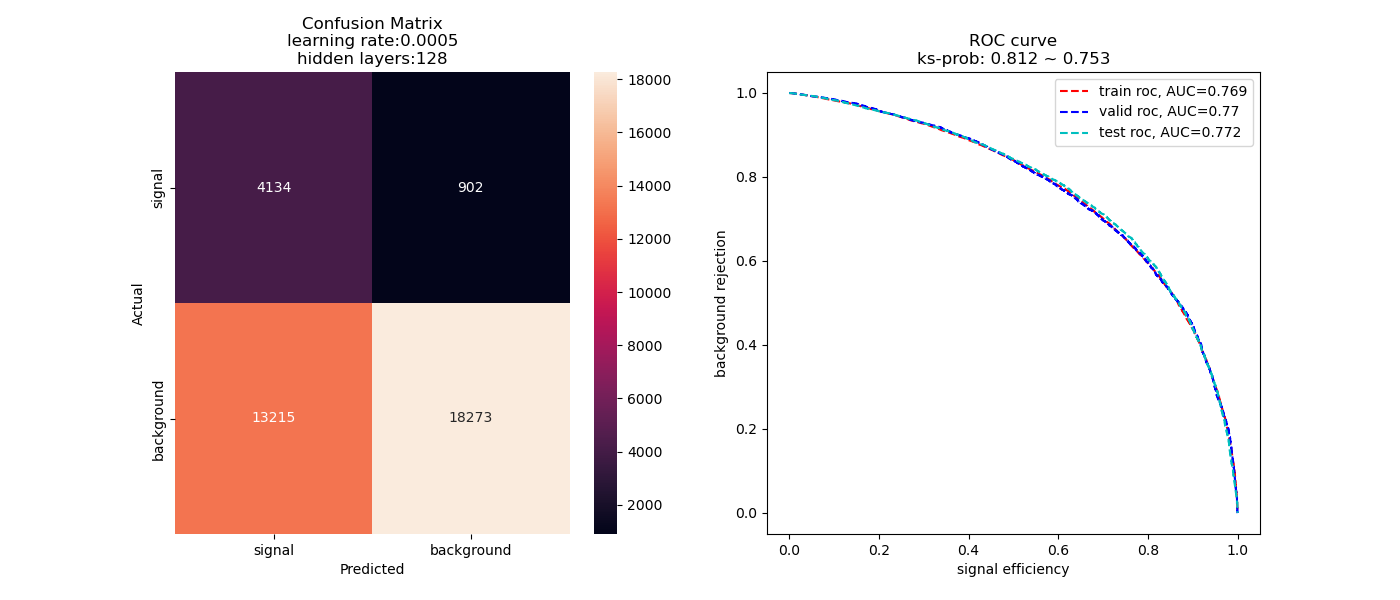 Confusion Matrix
learning rate:0.0005
hidden layers:128
signal
background
Actual
4134
902
13215
18273
signal
background
Predicted
18000
16000
14000
12000
10000
8000
6000
4000
2000
ROC curve
ks-prob: 0.812 ~ 0.753
train roc, AUC=0.769
valid roc, AUC=0.77
test roc, AUC=0.772
background rejection
1.0
0.8
0.6
0.4
0.2
0.0
0.0
0.2
0.4
0.6
0.8
1.0
signal efficiency